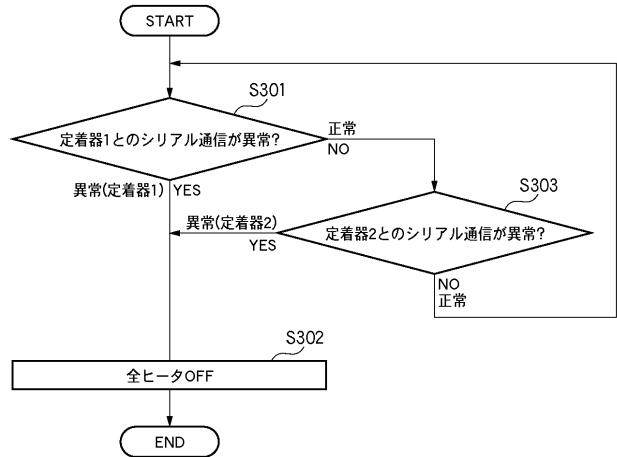 START
S301
定着器1とのシリアル通信が異常?
正常
NO
異常(定着器1) YES
S303
異常(定着器2)
定着器2とのシリアル通信が異常?
YES
NO
正常
S302
全ヒータOFF
END